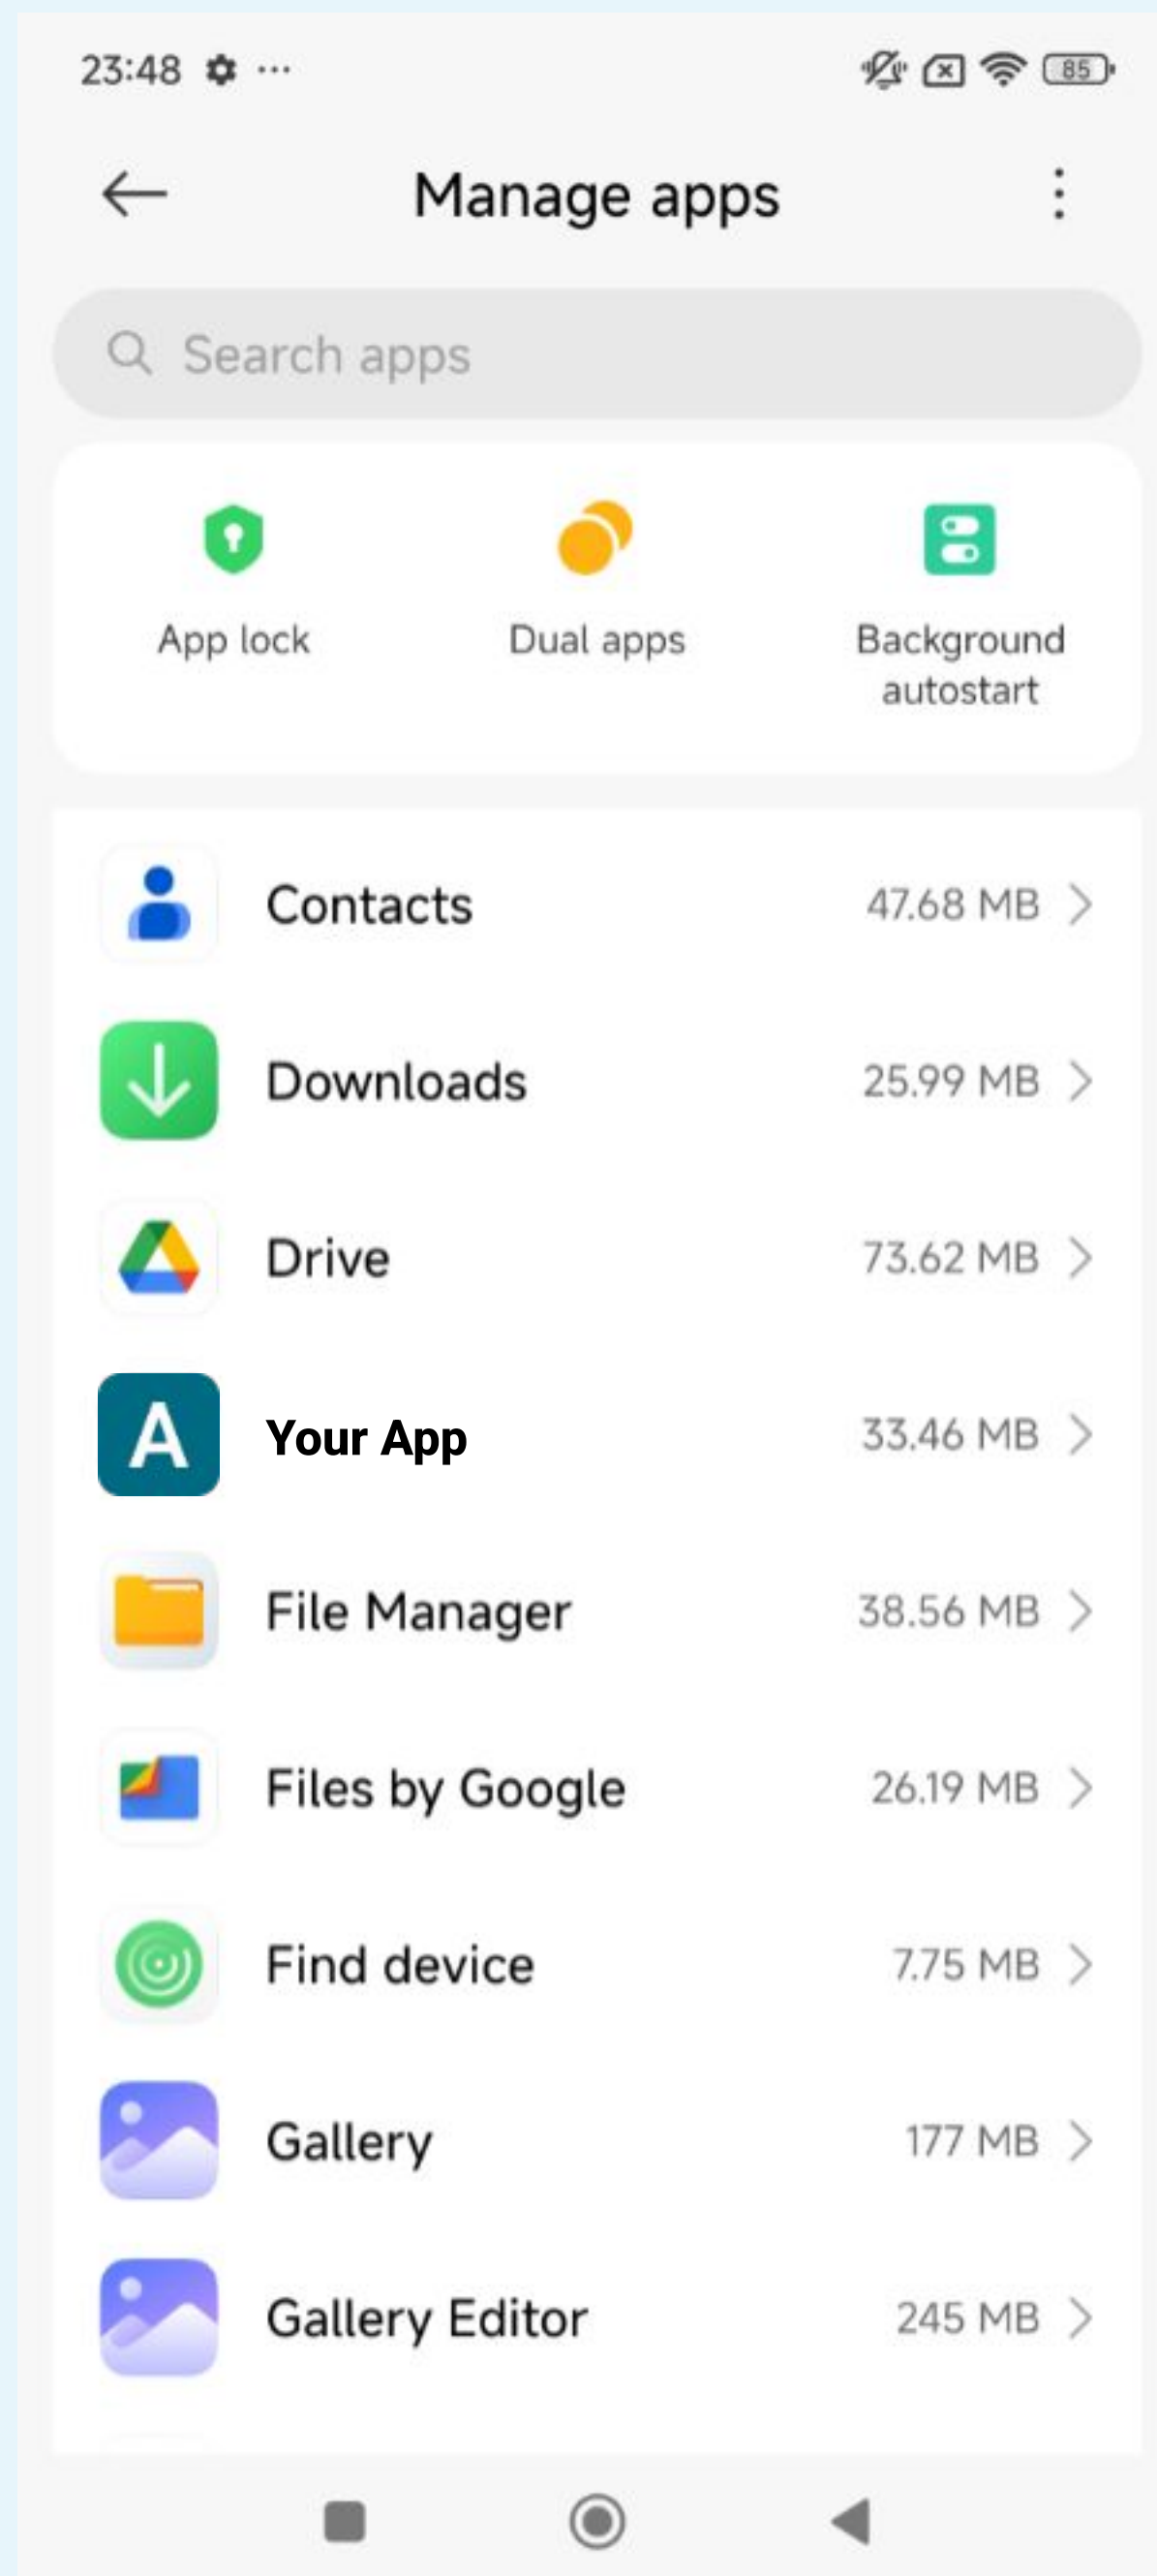 23:48 ... 85
Manage apps
Search apps
App lock
Dual apps
Background
autostart
Contacts 47.68 MB
Downloads 25.99 MB
Drive 73.62 MB
A Your App 33.46 MB
File Manager 38.56 MB
Files by Google 26.19 MB
Find device 7.75 MB
Gallery 177 MB
Gallery Editor 245 MB